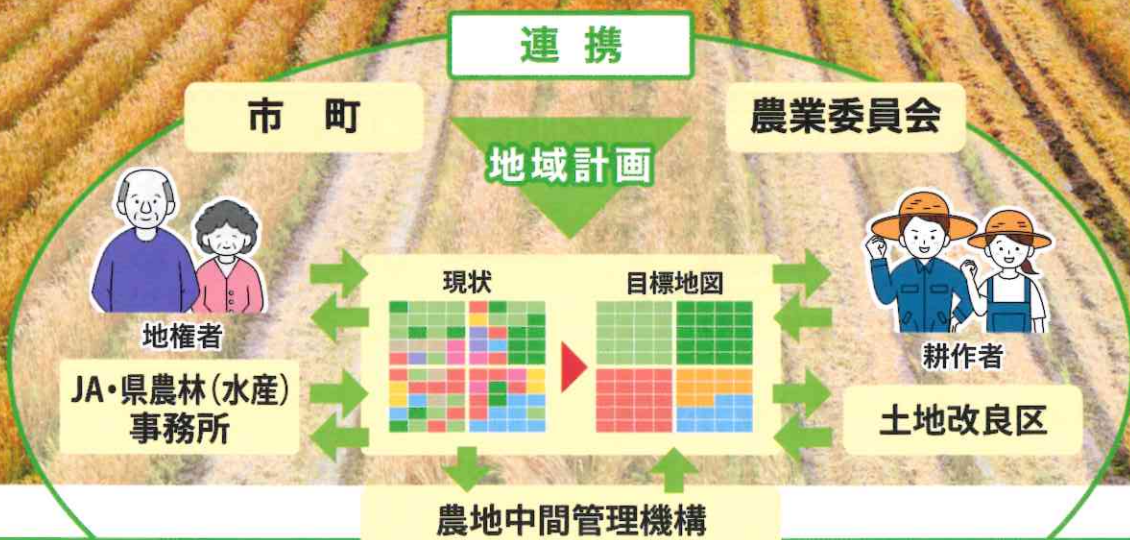 連携
市町
農業委員会
地域計画
現状
目標地図
地権者
耕作者
JA・県農林(水産)
事務所
土地改良区
農地中間管理機構